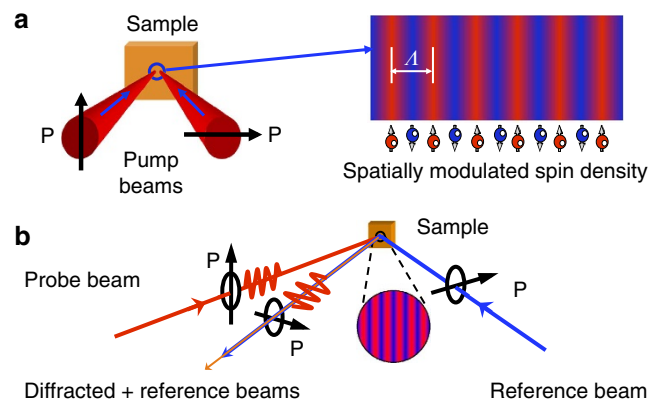 a
Sample
Λ
P
P
Pump
beams
Spatially modulated spin density
b
Sample
P
Probe beam
P
P
Diffracted + reference beams
Reference beam